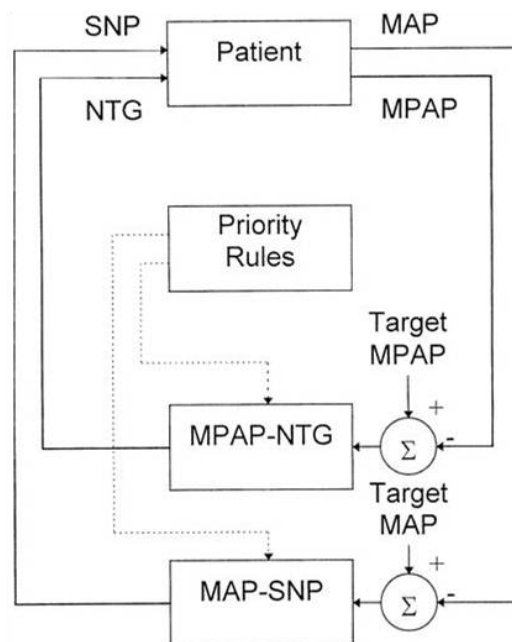 SNP
MAP
Patient
NTG
MPAP
Priority
Rules
Target
MPAP
+
MPAP-NTG
Σ
-
Target
MAP
+
MAP-SNP
Σ
-